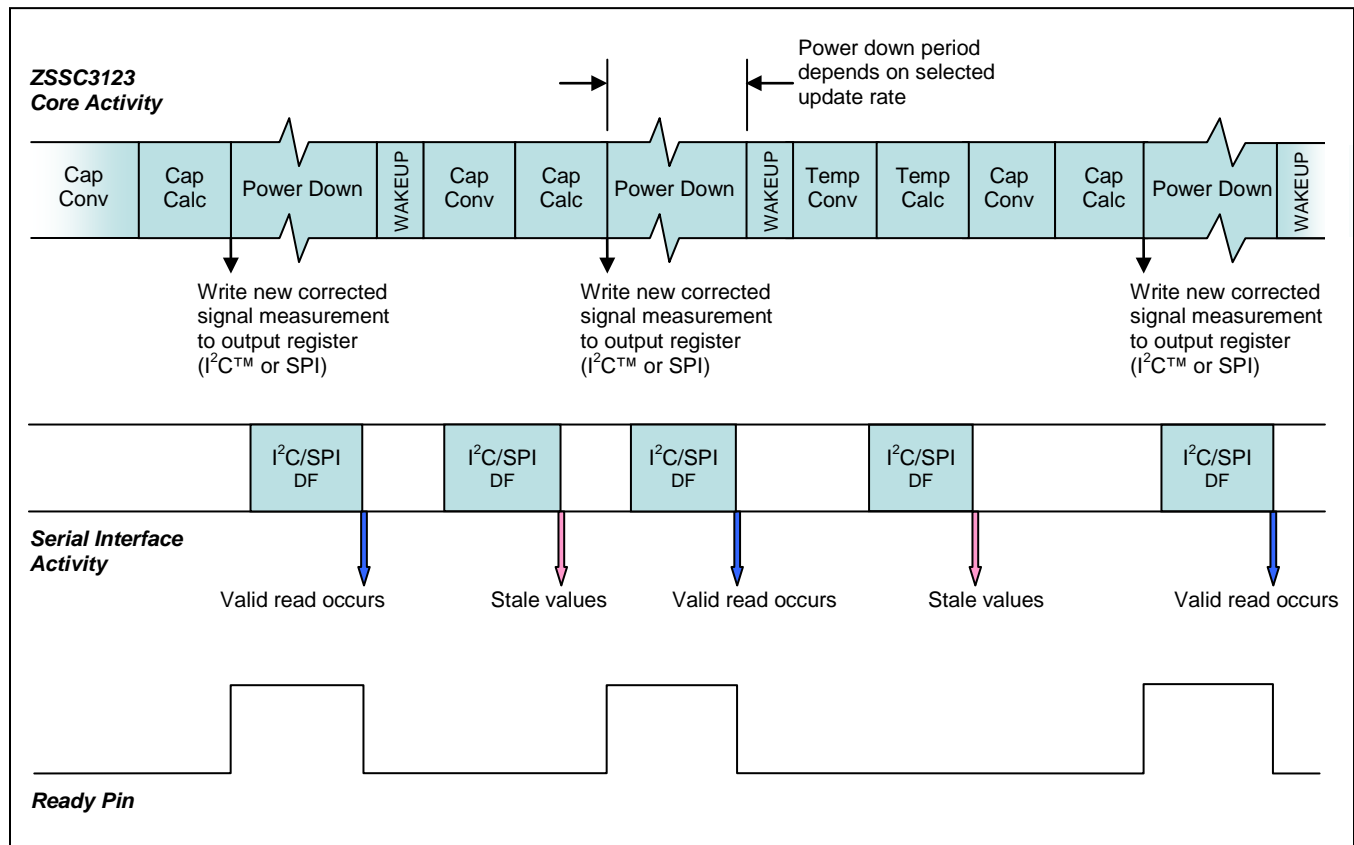 ZSSC3123
Core Activity
Power down period
depends on selected
update rate
Cap
Conv
Cap
Calc
Power Down
WAKEUP
Cap
Conv
Cap
Calc
Power Down
WAKEUP
Temp
Conv
Temp
Calc
Cap
Conv
Cap
Calc
Power Down
WAKEUP
Write new corrected
signal measurement
to output register
(I²C™ or SPI)
Write new corrected
signal measurement
to output register
(I²C™ or SPI)
Write new corrected
signal measurement
to output register
(I²C™ or SPI)
I²C/SPI
DF
I²C/SPI
DF
I²C/SPI
DF
I²C/SPI
DF
I²C/SPI
DF
Serial Interface
Activity
Valid read occurs
Stale values
Valid read occurs
Stale values
Valid read occurs
Ready Pin